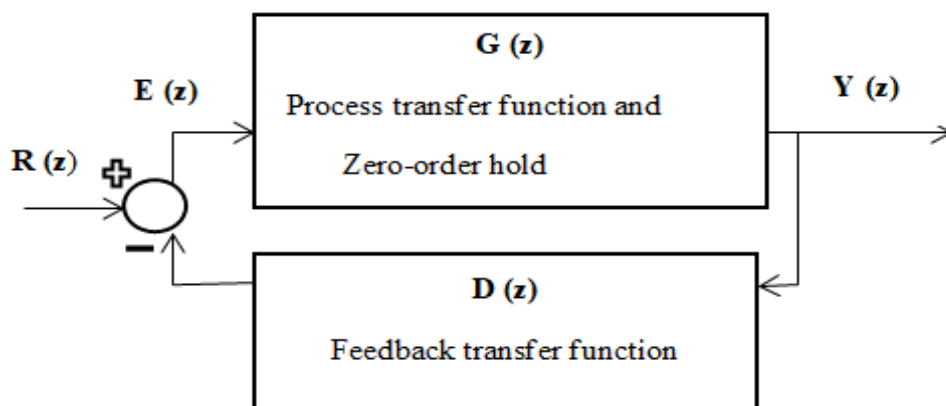 G (z)
E (z)
Process transfer function and
Y (z)
R (z)
Zero-order hold
D (z)
Feedback transfer function